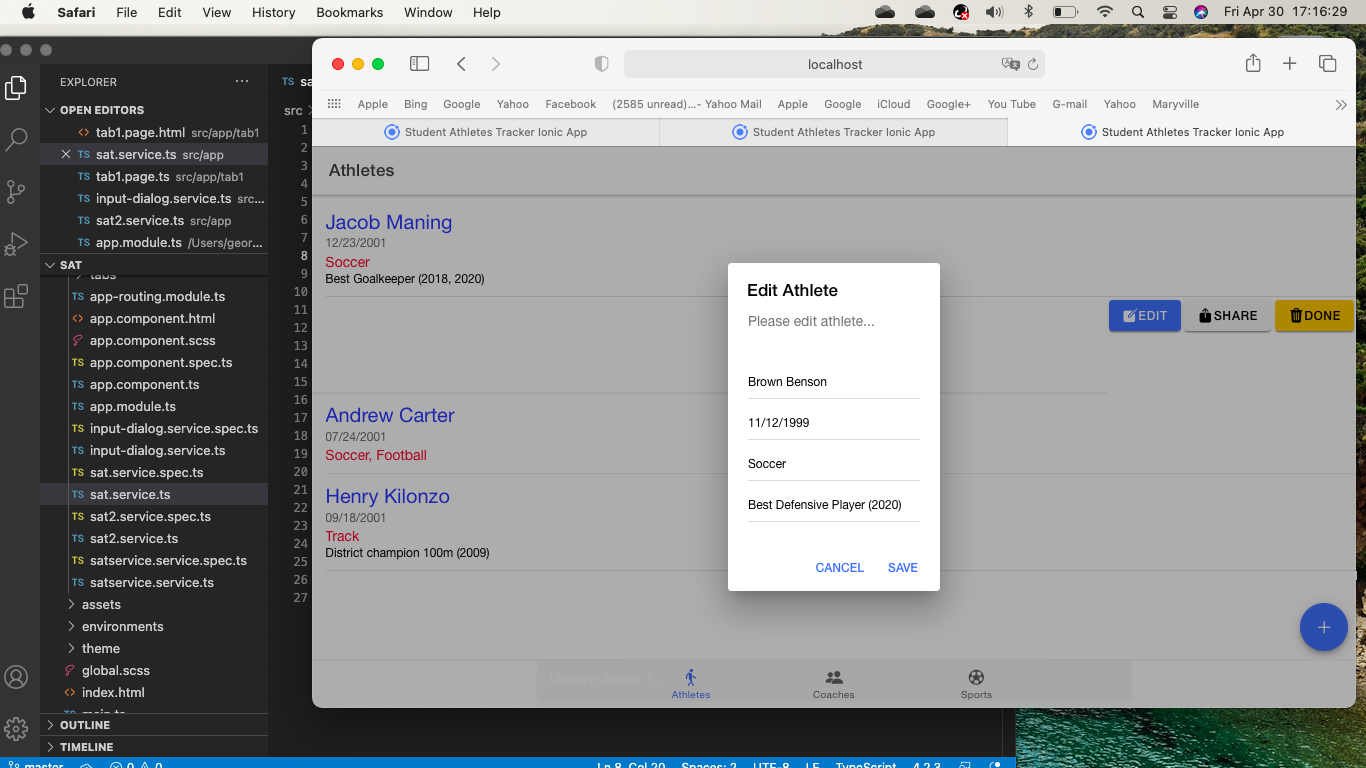 Safari File Edit View History Bookmarks Window Help Fri Apr 30 17:16:29
EXPLORER ···
OPEN EDITORS
tab1.page.html src/app/tab1
TS sat.service.ts src/app
TS tab1.page.ts src/app/tab1
TS input-dialog.service.ts src...
TS sat2.service.ts src/app
TS app.module.ts /Users/geor...
SAT
tabs
TS app-routing.module.ts
app.component.html
app.component.scss
TS app.component.spec.ts
TS app.component.ts
TS app.module.ts
TS input-dialog.service.spec.ts
TS input-dialog.service.ts
TS sat.service.spec.ts
TS sat.service.ts
TS sat2.service.spec.ts
TS sat2.service.ts
TS satservice.service.spec.ts
TS satservice.service.ts
assets
environments
theme
global.scss
index.html
TS main.ts
OUTLINE
TIMELINE
TS sa
src
1
2
3
4
5
6
7
8
9
10
11
12
13
14
15
16
17
18
19
20
21
22
23
24
25
26
27
localhost
Apple Bing Google Yahoo Facebook (2585 unread)...- Yahoo Mail Apple Google iCloud Google+ You Tube G-mail Yahoo Maryville
Student Athletes Tracker Ionic App Student Athletes Tracker Ionic App Student Athletes Tracker Ionic App
Athletes
Jacob Maning
12/23/2001
Soccer
Best Goalkeeper (2018, 2020)
EDIT SHARE DONE
Andrew Carter
07/24/2001
Soccer, Football
Henry Kilonzo
09/18/2001
Track
District champion 100m (2009)
Edit Athlete
Please edit athlete...
Brown Benson
11/12/1999
Soccer
Best Defensive Player (2020)
CANCEL SAVE
Updating Athlete: 1...
Athletes Coaches Sports
master 0 0 Ln 8, Col 20 Spaces: 2 UTF-8 LF TypeScript 4.2.3